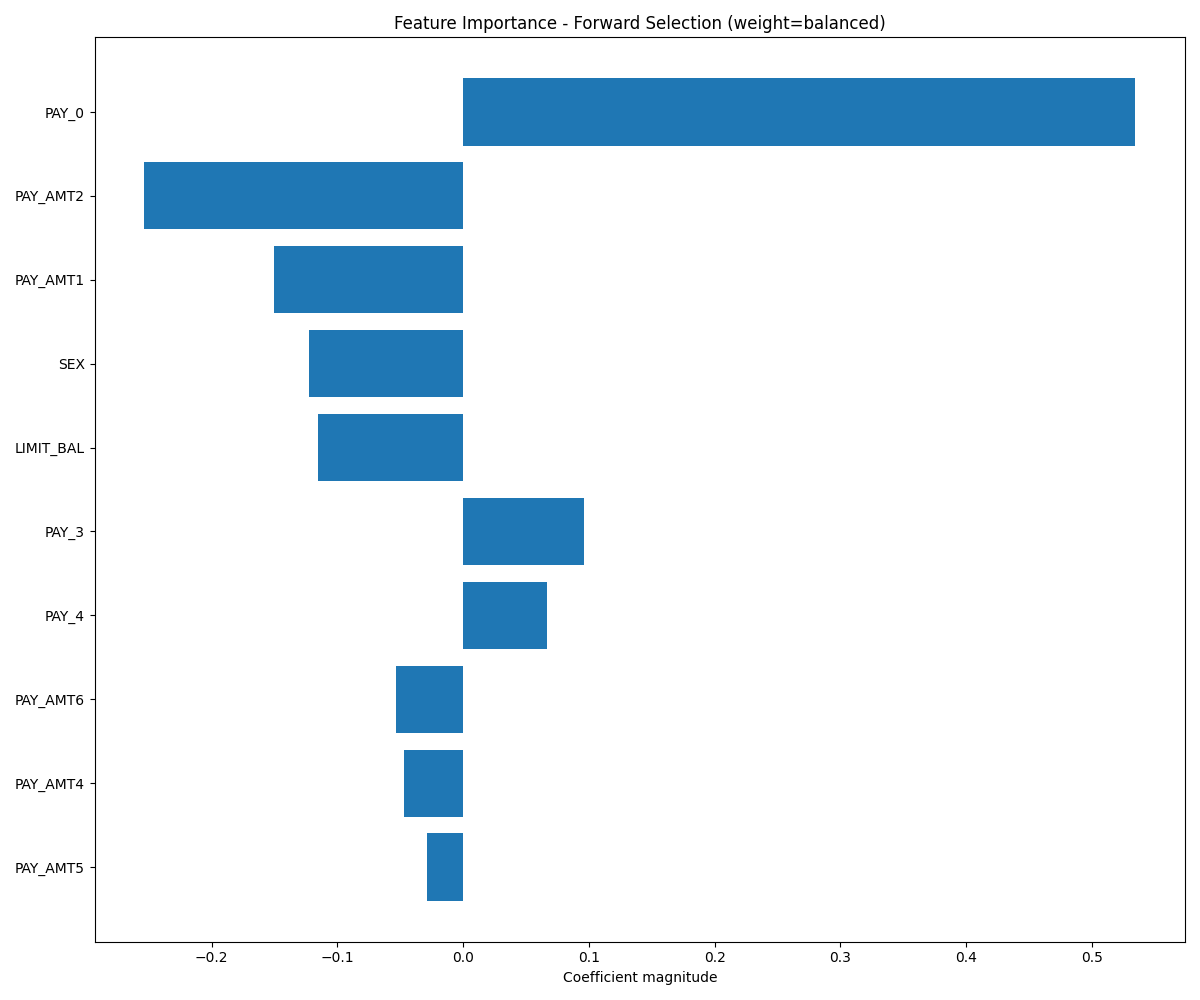 Feature Importance - Forward Selection (weight=balanced)
PAY_0
PAY_AMT2
PAY_AMT1
SEX
LIMIT_BAL
PAY_3
PAY_4
PAY_AMT6
PAY_AMT4
PAY_AMT5
−0.2 −0.1 0.0 0.1 0.2 0.3 0.4 0.5
Coefficient magnitude